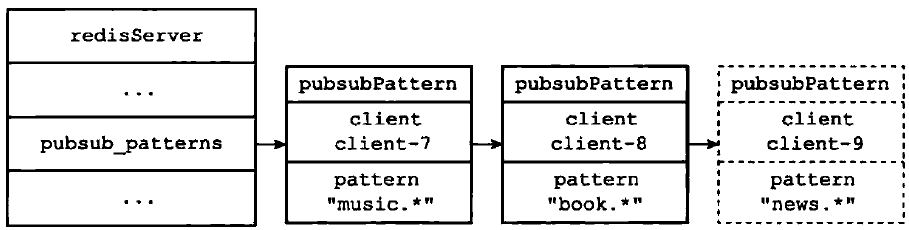 redisServer
...
pubsub_patterns
...
pubsubPattern
client
client-7
pattern
"music.*"
pubsubPattern
client
client-8
pattern
"book.*"
pubsubPattern
client
client-9
pattern
"news.*"